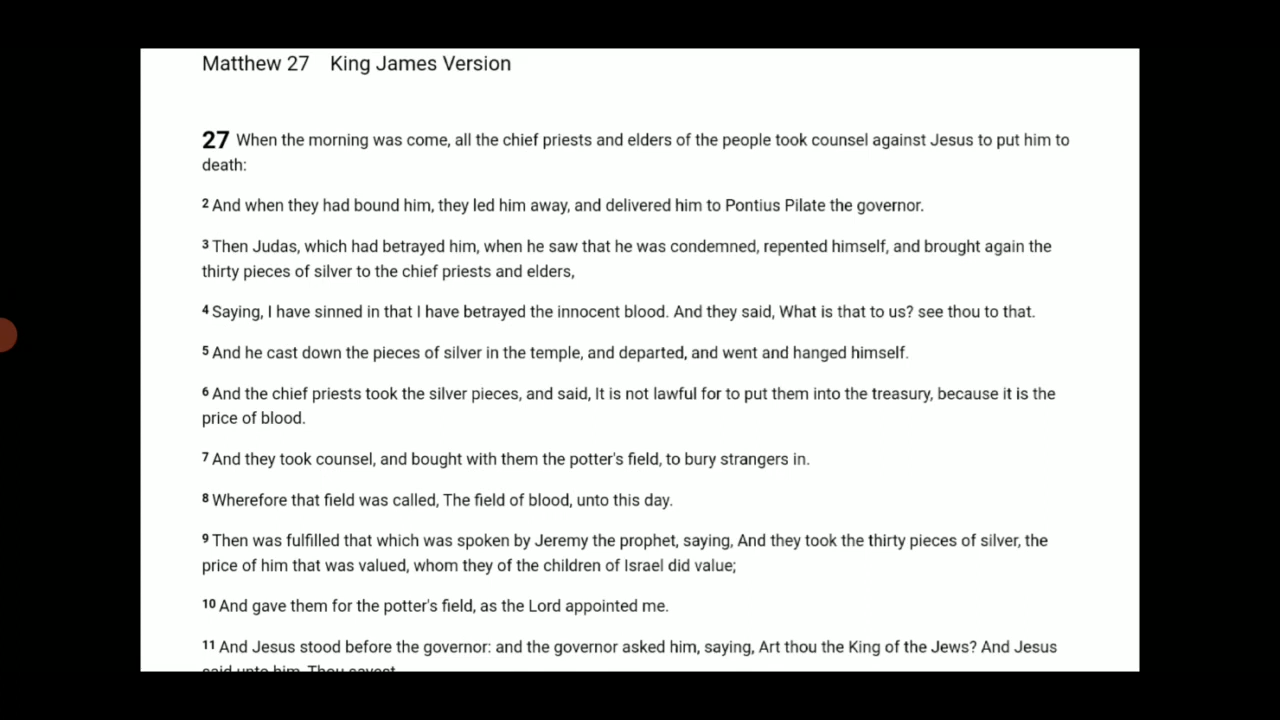 Matthew 27 King James Version
27 When the morning was come, all the chief priests and elders of the people took counsel against Jesus to put him to
death:
2 And when they had bound him, they led him away, and delivered him to Pontius Pilate the governor.
3 Then Judas, which had betrayed him, when he saw that he was condemned, repented himself, and brought again the
thirty pieces of silver to the chief priests and elders,
4 Saying, I have sinned in that I have betrayed the innocent blood. And they said, What is that to us? see thou to that.
5 And he cast down the pieces of silver in the temple, and departed, and went and hanged himself.
6 And the chief priests took the silver pieces, and said, It is not lawful for to put them into the treasury, because it is the
price of blood.
7 And they took counsel, and bought with them the potter's field, to bury strangers in.
8 Wherefore that field was called, The field of blood, unto this day.
9 Then was fulfilled that which was spoken by Jeremy the prophet, saying, And they took the thirty pieces of silver, the
price of him that was valued, whom they of the children of Israel did value;
10 And gave them for the potter's field, as the Lord appointed me.
11 And Jesus stood before the governor: and the governor asked him, saying, Art thou the King of the Jews? And Jesus
said unto him, Thou sayest.